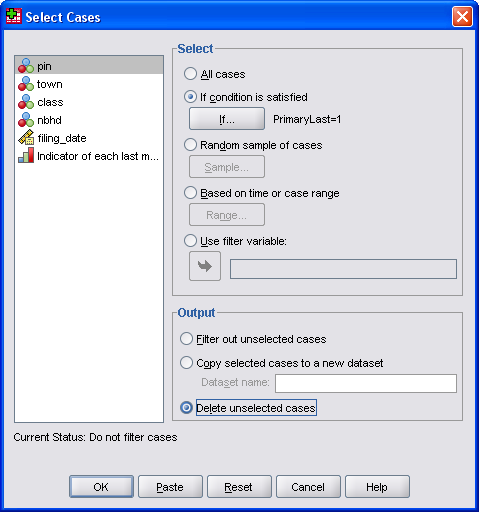 Select Cases
pin
town
class
nbhd
filing_date
Indicator of each last m...
Select
All cases
If condition is satisfied
If... PrimaryLast=1
Random sample of cases
Sample...
Based on time or case range
Range...
Use filter variable:
Output
Filter out unselected cases
Copy selected cases to a new dataset
Dataset name:
Delete unselected cases
Current Status: Do not filter cases
OK Paste Reset Cancel Help